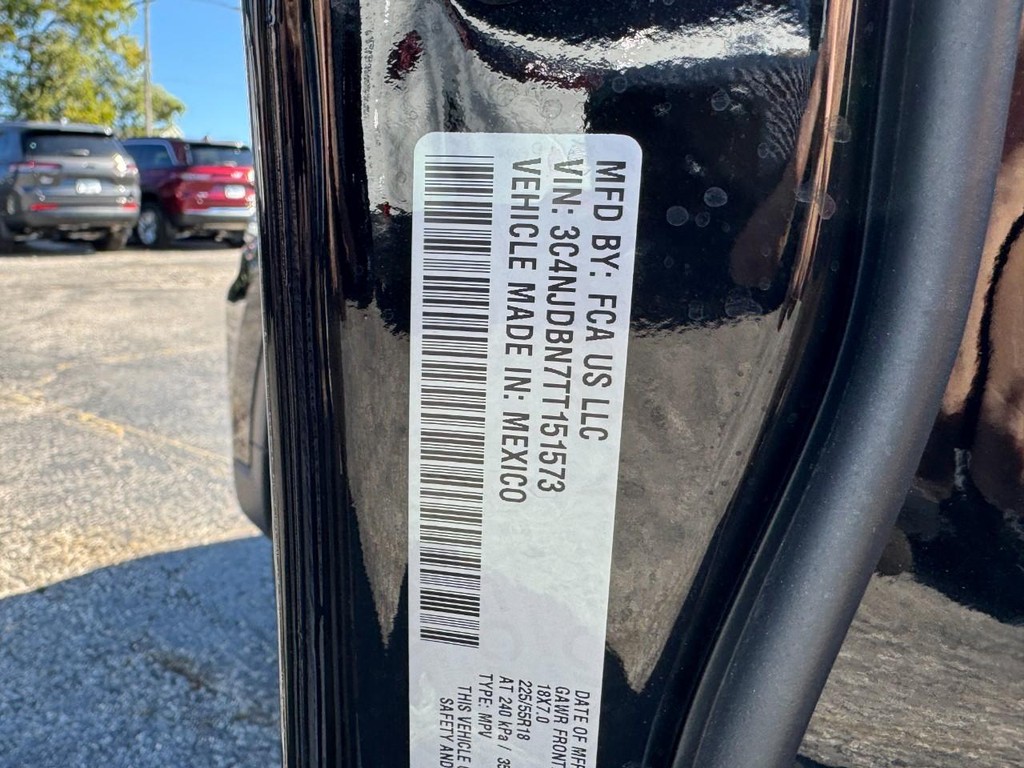 MFD BY: FCA US LLC
VIN: 3C4NJDBN7TT151573
VEHICLE MADE IN: MEXICO
DATE OF MFR
GAWR FRONT
18X7.0
225/55R18
AT 240 kPa / 35
TYPE: MPV
THIS VEHICLE
SAFETY AND